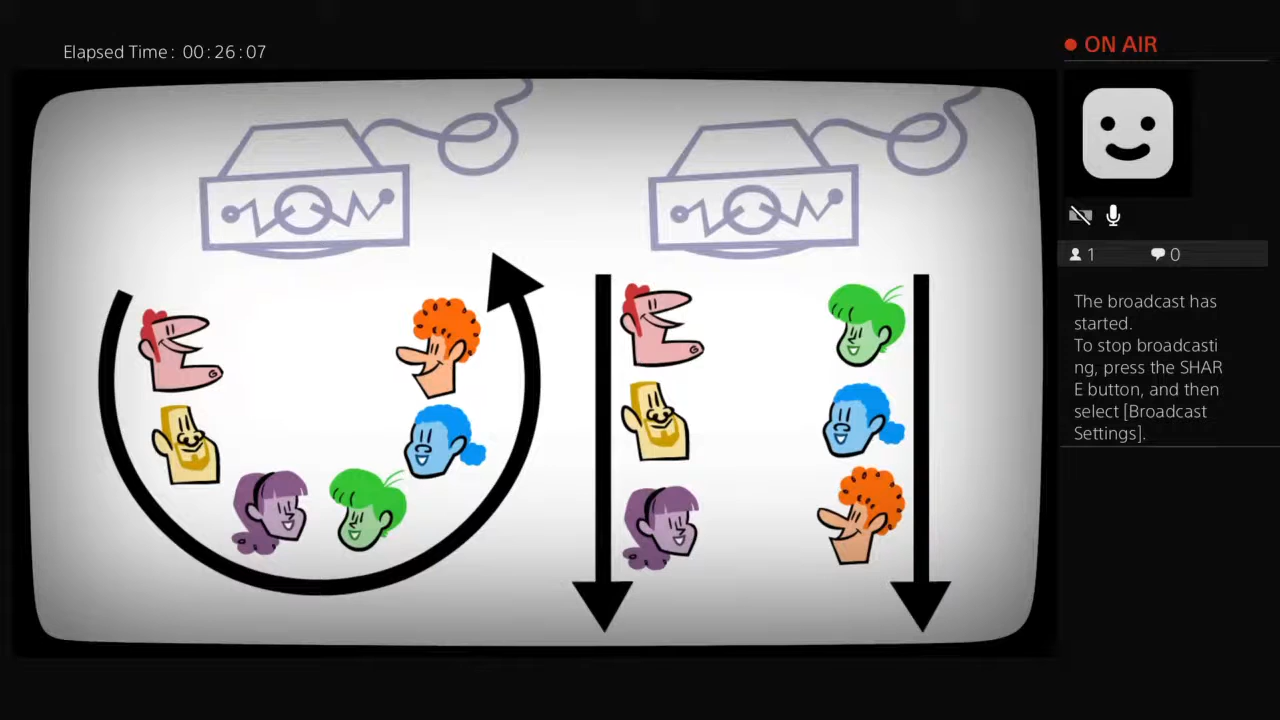 Elapsed Time: 00:26:07
ON AIR
1
0
The broadcast has
started.
To stop broadcasti
ng, press the SHAR
E button, and then
select [Broadcast
Settings].